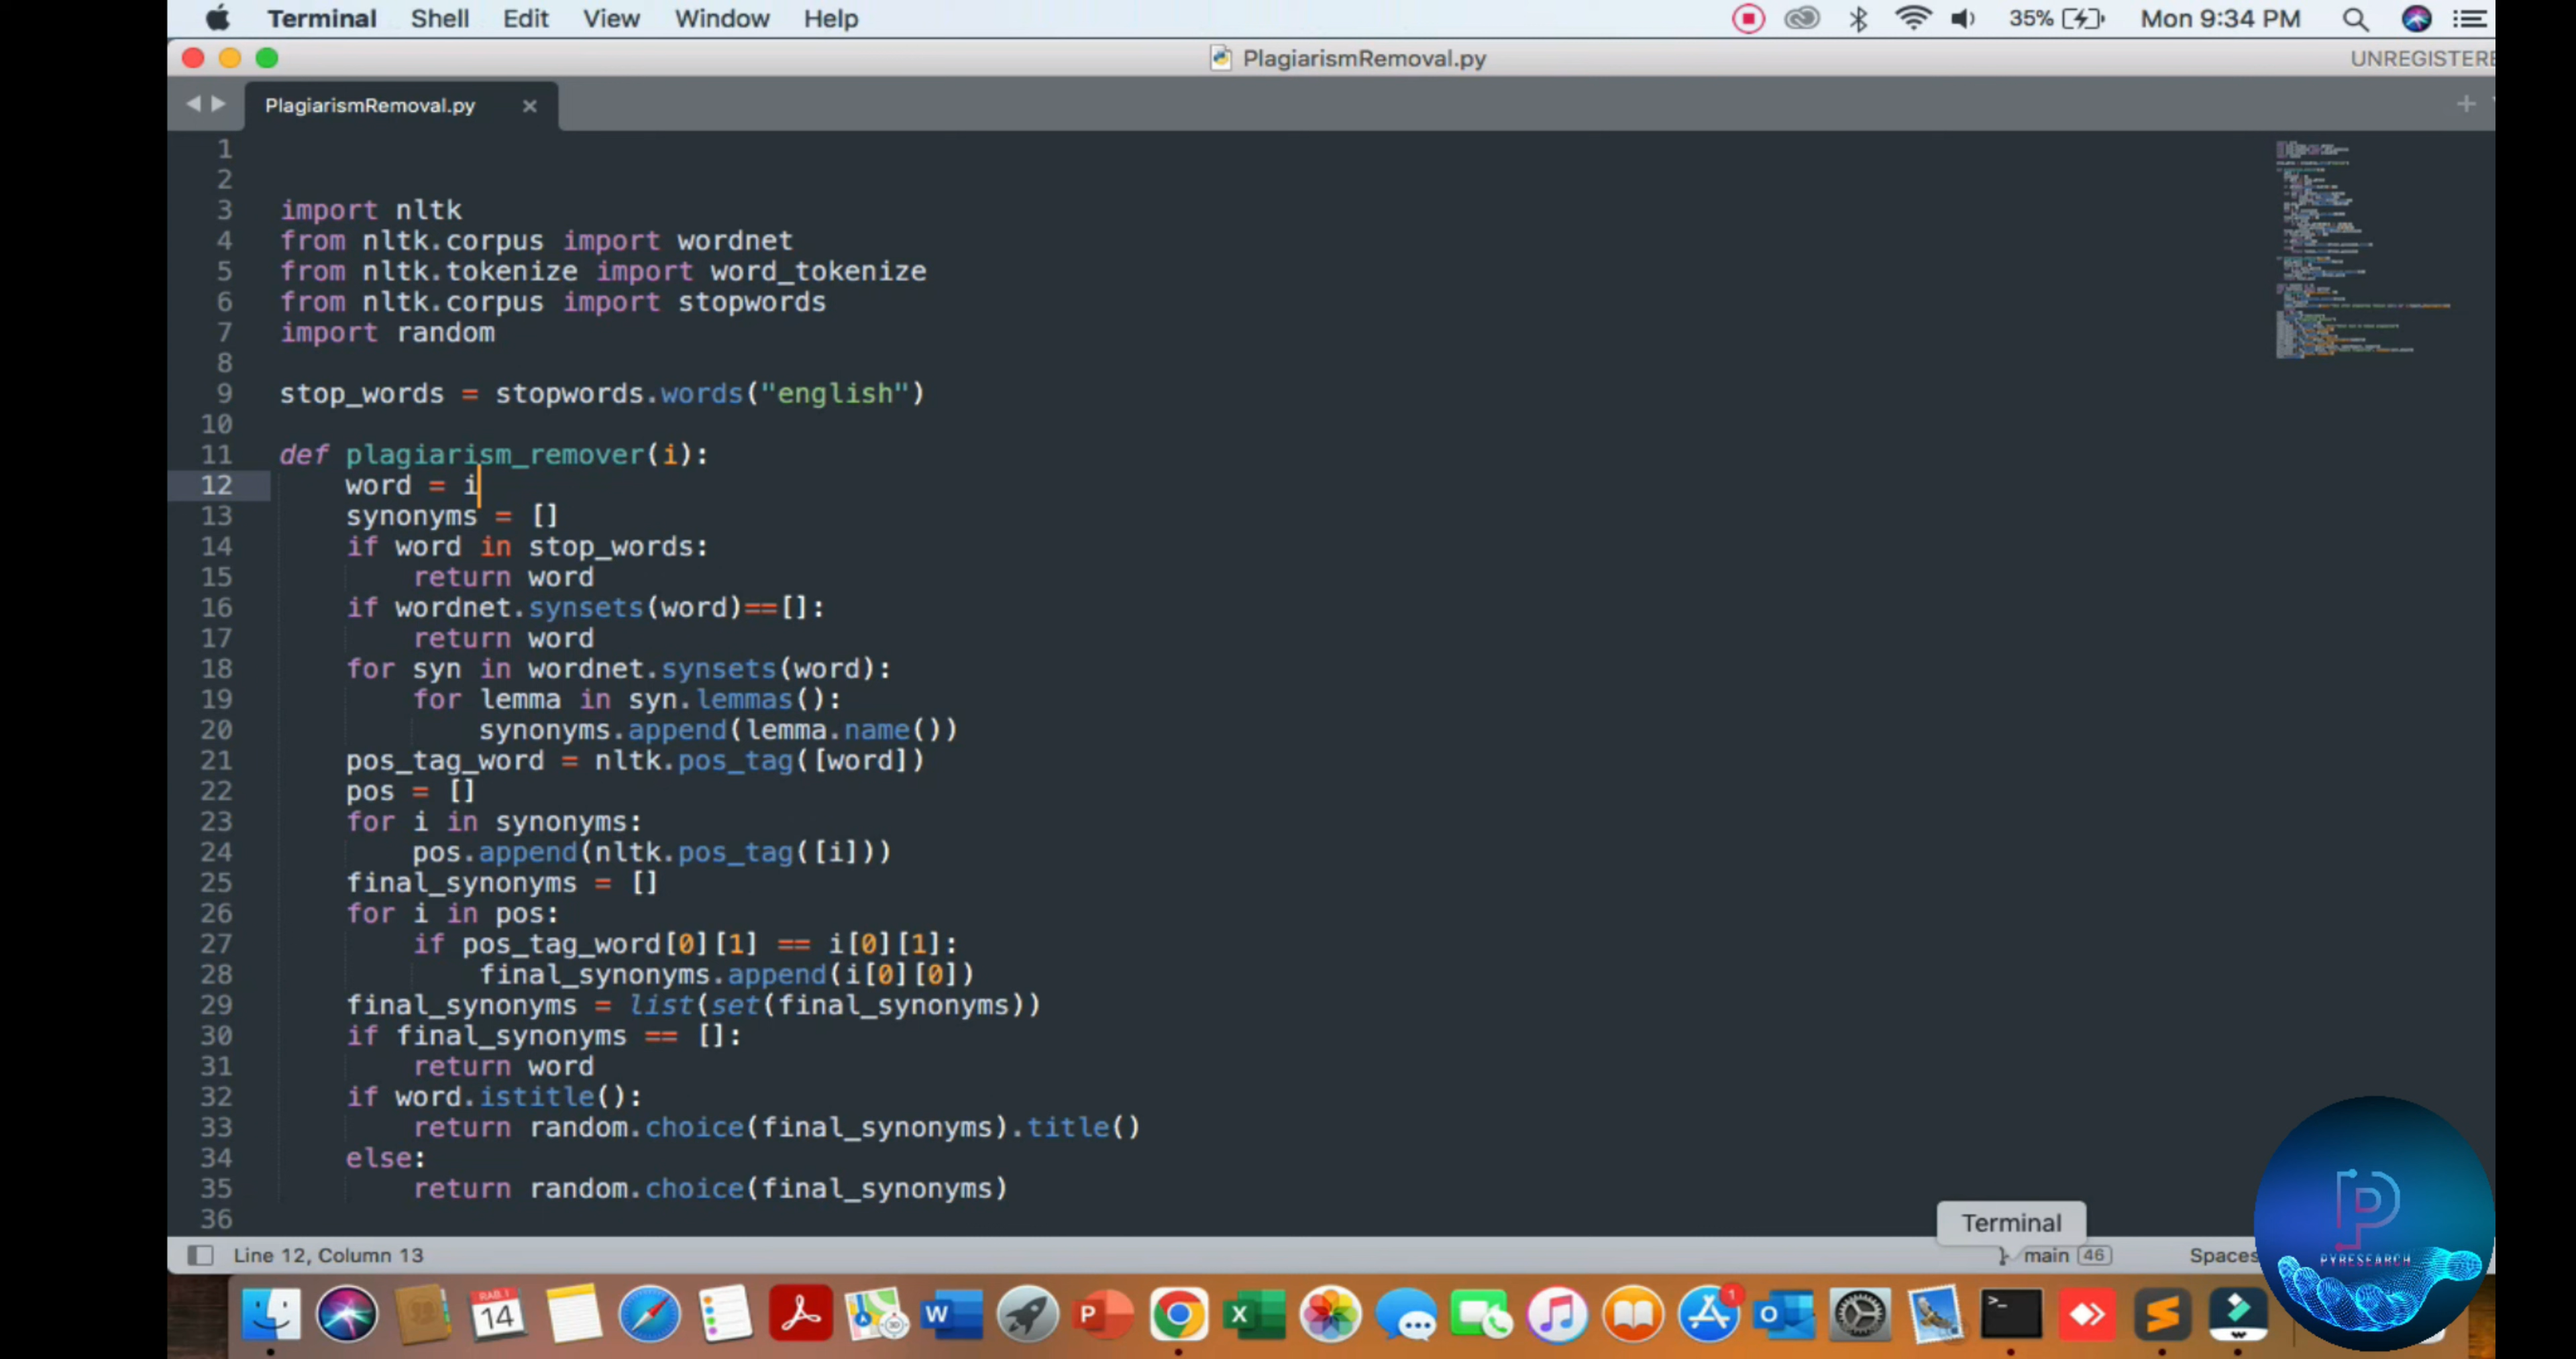 Terminal Shell Edit View Window Help 35% Mon 9:34 PM
PlagiarismRemoval.py UNREGISTERE
PlagiarismRemoval.py
1
2
3 import nltk
4 from nltk.corpus import wordnet
5 from nltk.tokenize import word_tokenize
6 from nltk.corpus import stopwords
7 import random
8
9 stop_words = stopwords.words("english")
10
11 def plagiarism_remover(i):
12 word = i
13 synonyms = []
14 if word in stop_words:
15 return word
16 if wordnet.synsets(word)==[]:
17 return word
18 for syn in wordnet.synsets(word):
19 for lemma in syn.lemmas():
20 synonyms.append(lemma.name())
21 pos_tag_word = nltk.pos_tag([word])
22 pos = []
23 for i in synonyms:
24 pos.append(nltk.pos_tag([i]))
25 final_synonyms = []
26 for i in pos:
27 if pos_tag_word[0][1] == i[0][1]:
28 final_synonyms.append(i[0][0])
29 final_synonyms = list(set(final_synonyms))
30 if final_synonyms == []:
31 return word
32 if word.istitle():
33 return random.choice(final_synonyms).title()
34 else:
35 return random.choice(final_synonyms)
36
Terminal
Line 12, Column 13 main 46 Spaces
PYRESEARCH
RAB. 1
14
W
P
X
1
O
>_